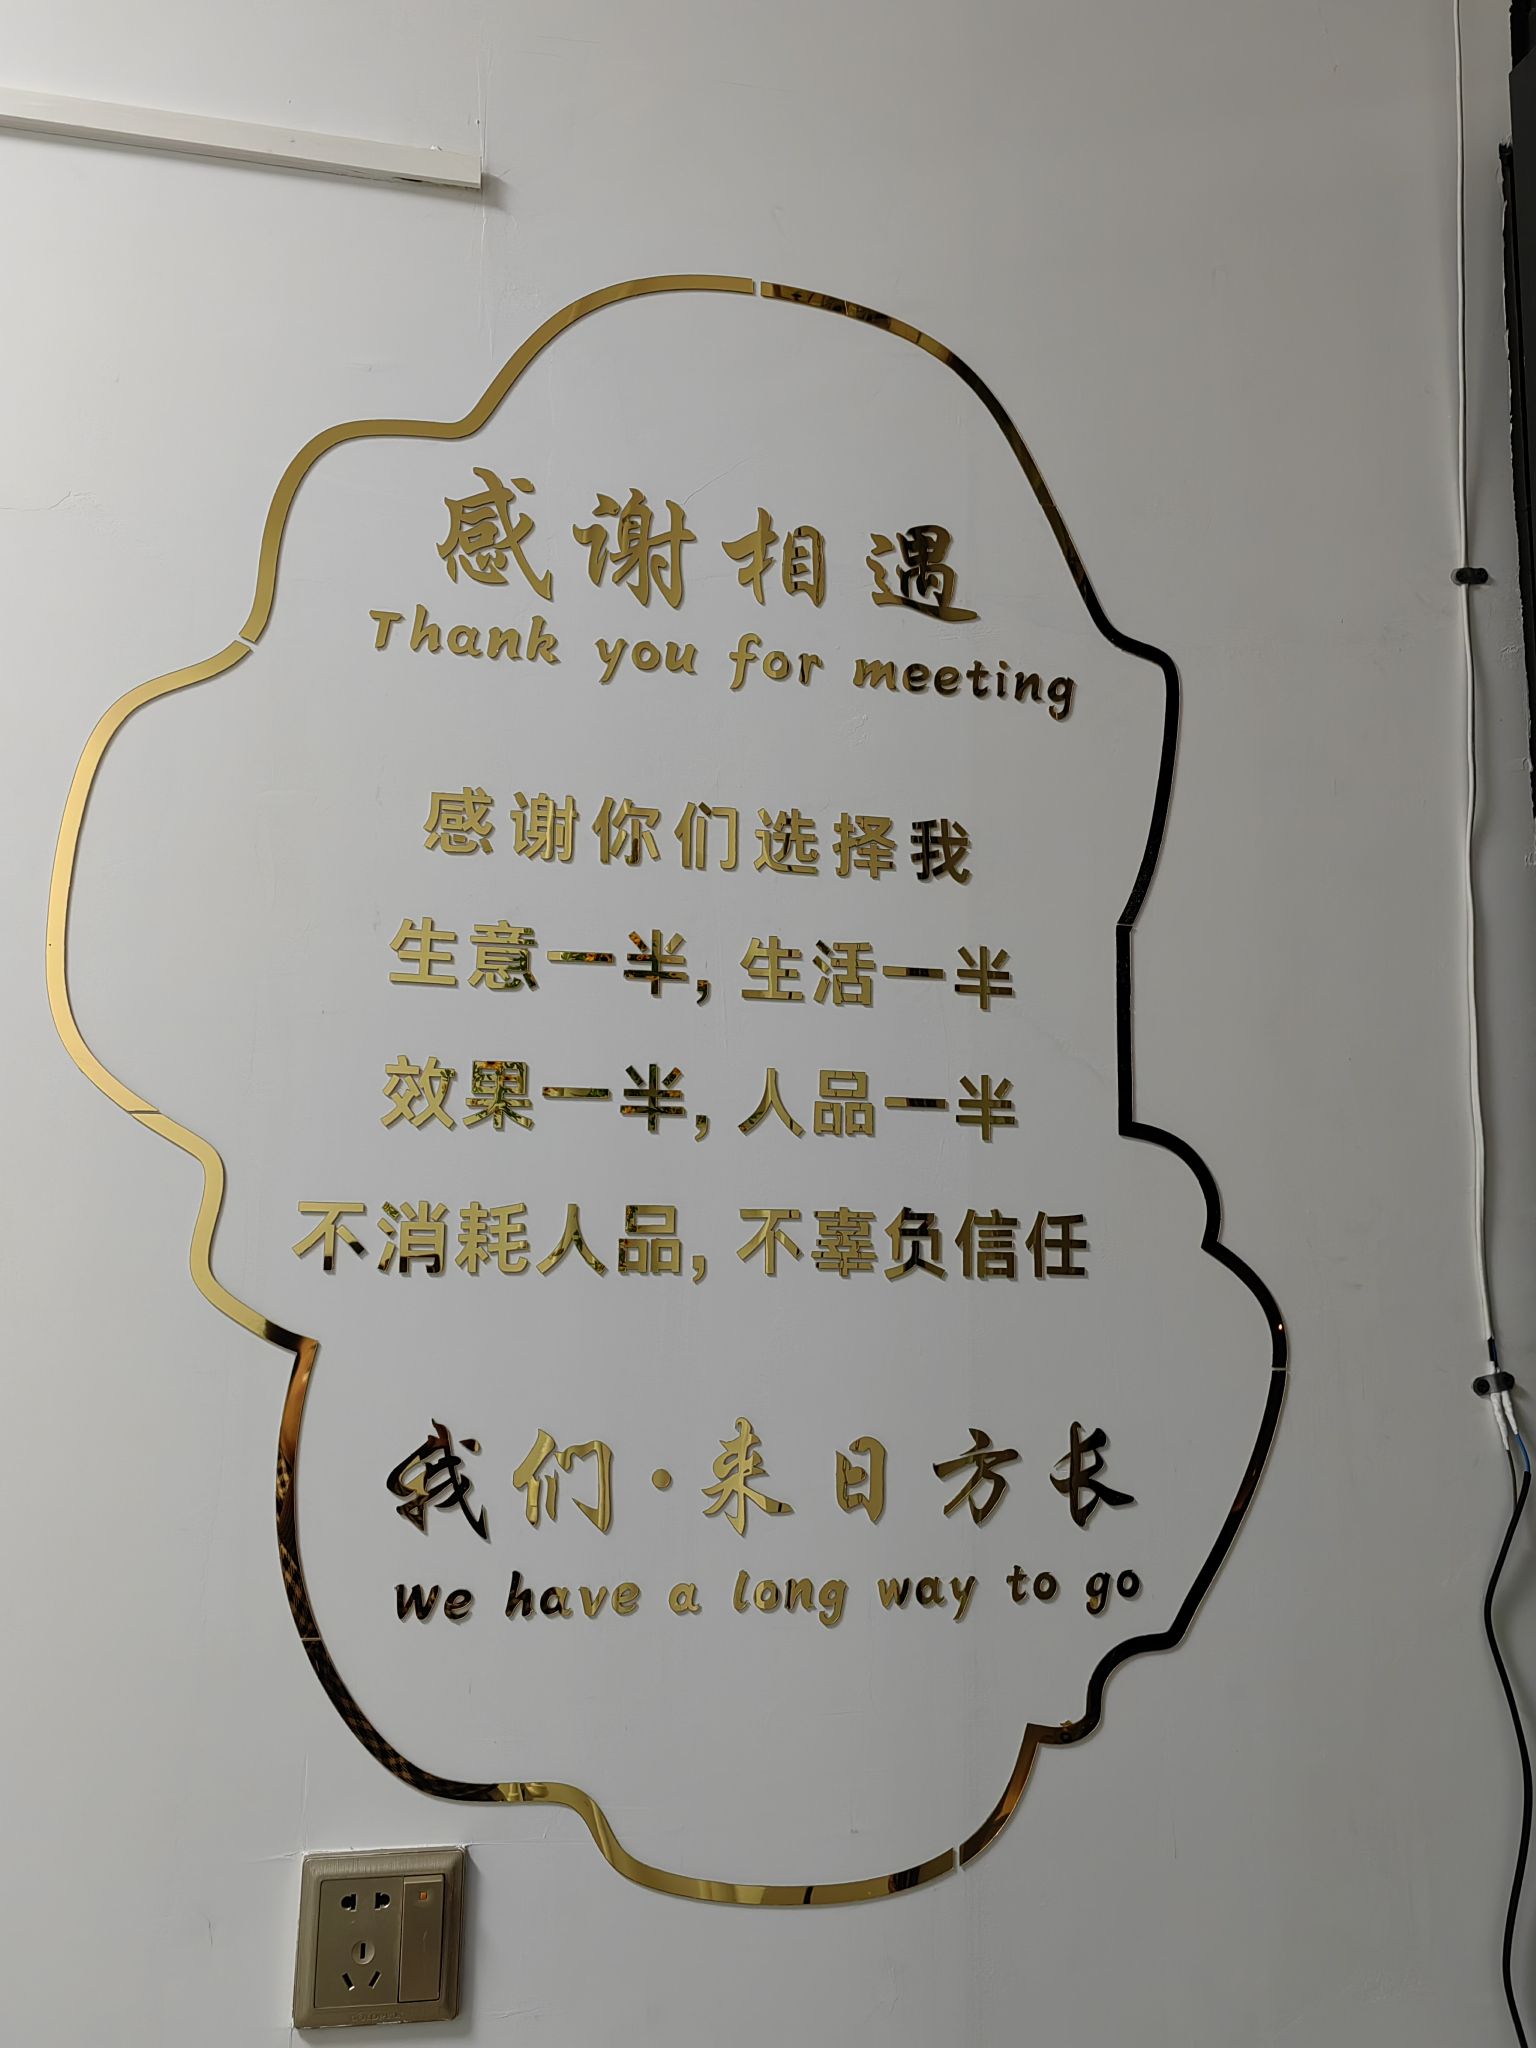 感谢相遇
Thank you for meeting
感谢你们选择我
生意一半,生活一半
效果一半,人品一半
不消耗人品,不辜负信任
我们·来日方长
We have a long way to go